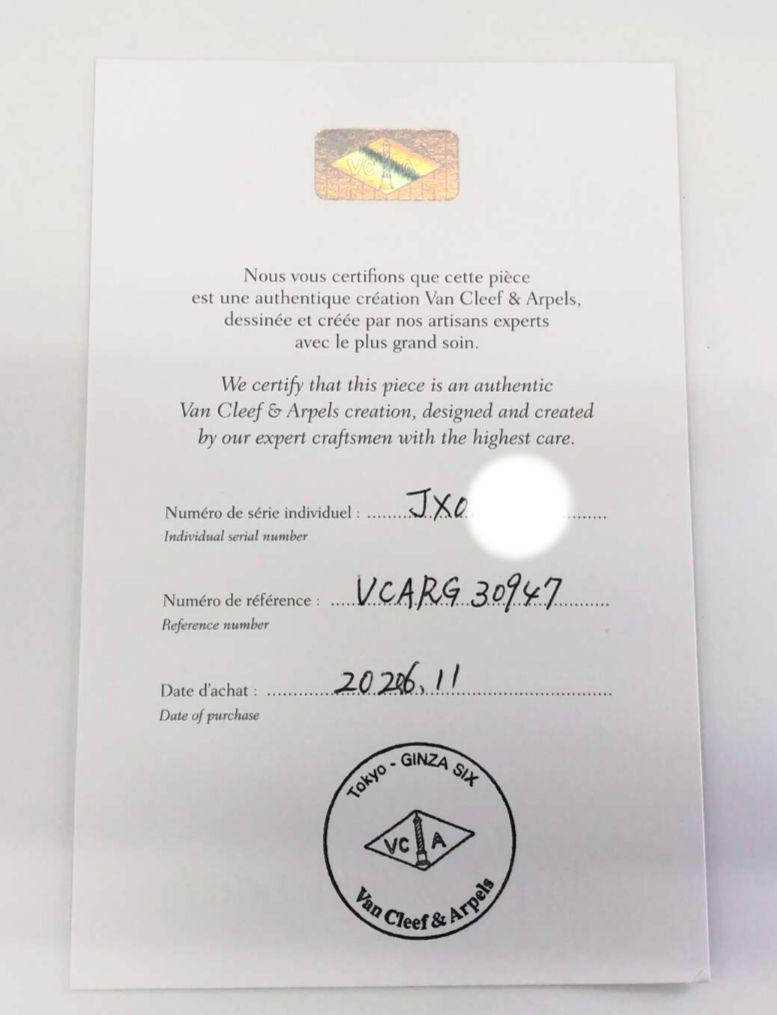 VC A
Nous vous certifions que cette pièce
est une authentique création Van Cleef & Arpels,
dessinée et créée par nos artisans experts
avec le plus grand soin.
We certify that this piece is an authentic
Van Cleef & Arpels creation, designed and created
by our expert craftsmen with the highest care.
Numéro de série individuel : JX0
Individual serial number
Numéro de référence : VCARG 30947
Reference number
Date d'achat :
Date of purchase
Tokyo - GINZA SIX
VC A
Van Cleef & Arpels